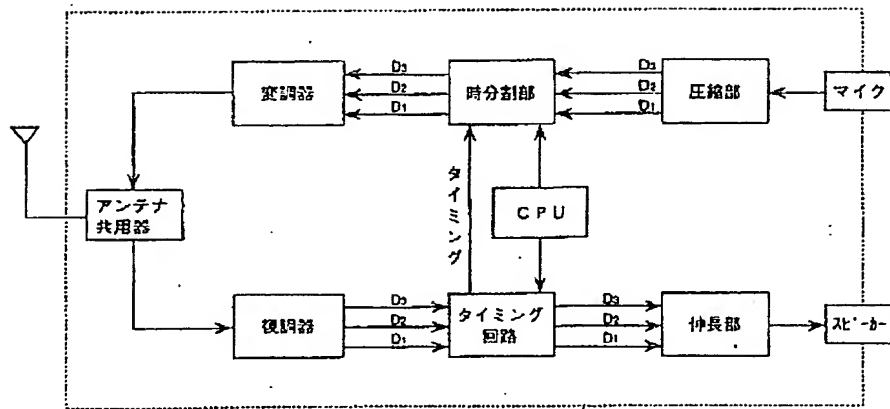 変調器
D3
D2
D1
時分割部
D3
D2
D1
圧縮部
マイク
アンテナ
共用器
タイミング
CPU
復調器
D3
D2
D1
タイミング
回路
D3
D2
D1
伸長部
スピーカー